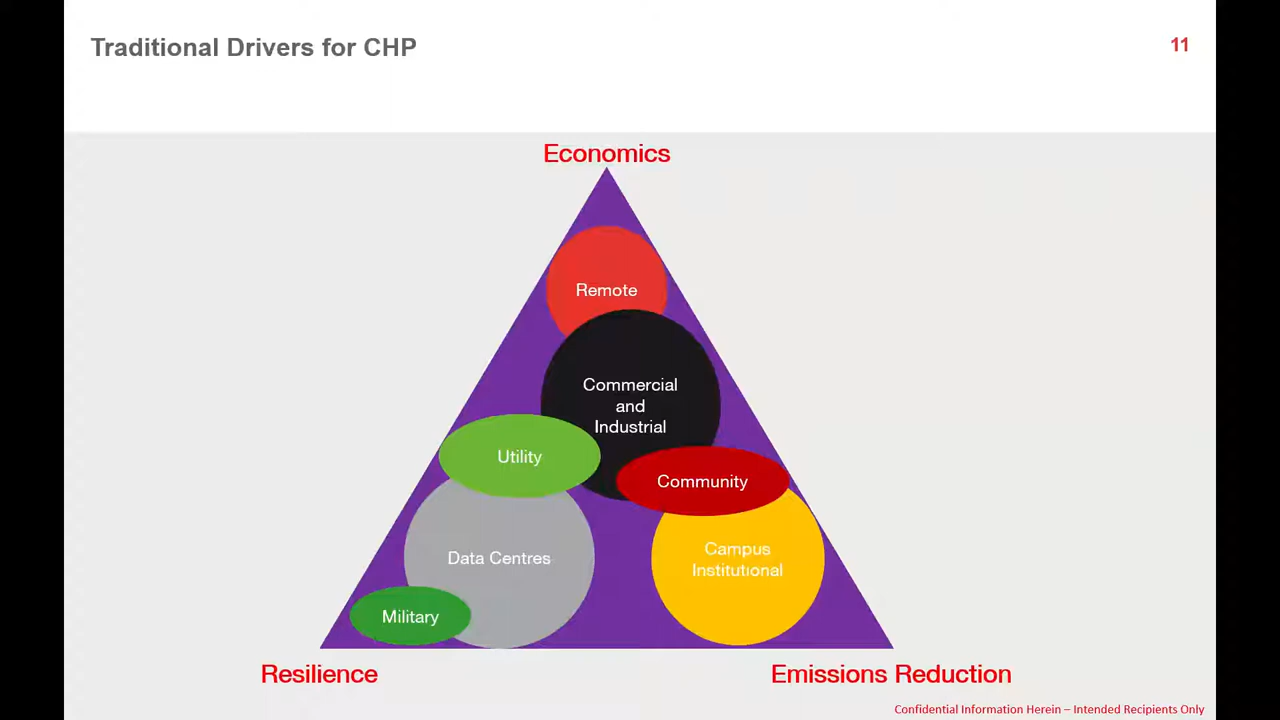 Traditional Drivers for CHP
11
Economics
Remote
Commercial
and
Industrial
Utility
Community
Data Centres
Campus
Institutional
Military
Resilience
Emissions Reduction
Confidential Information Herein – Intended Recipients Only